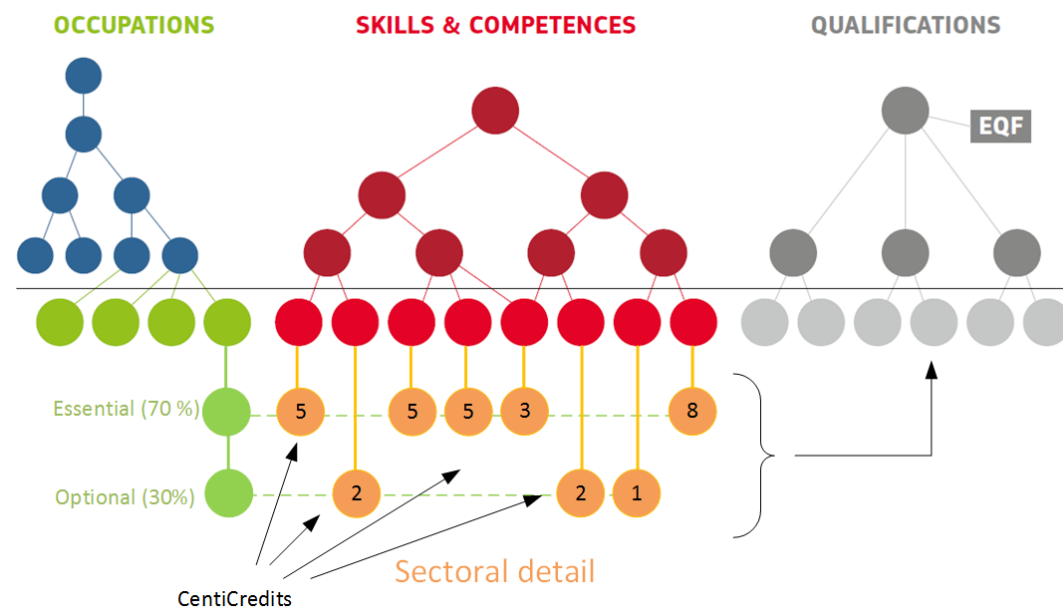 OCCUPATIONS
SKILLS & COMPETENCES
QUALIFICATIONS
EQF
Essential (70 %)
5
5
5
3
8
Optional (30%)
2
2
1
Sectoral detail
CentiCredits